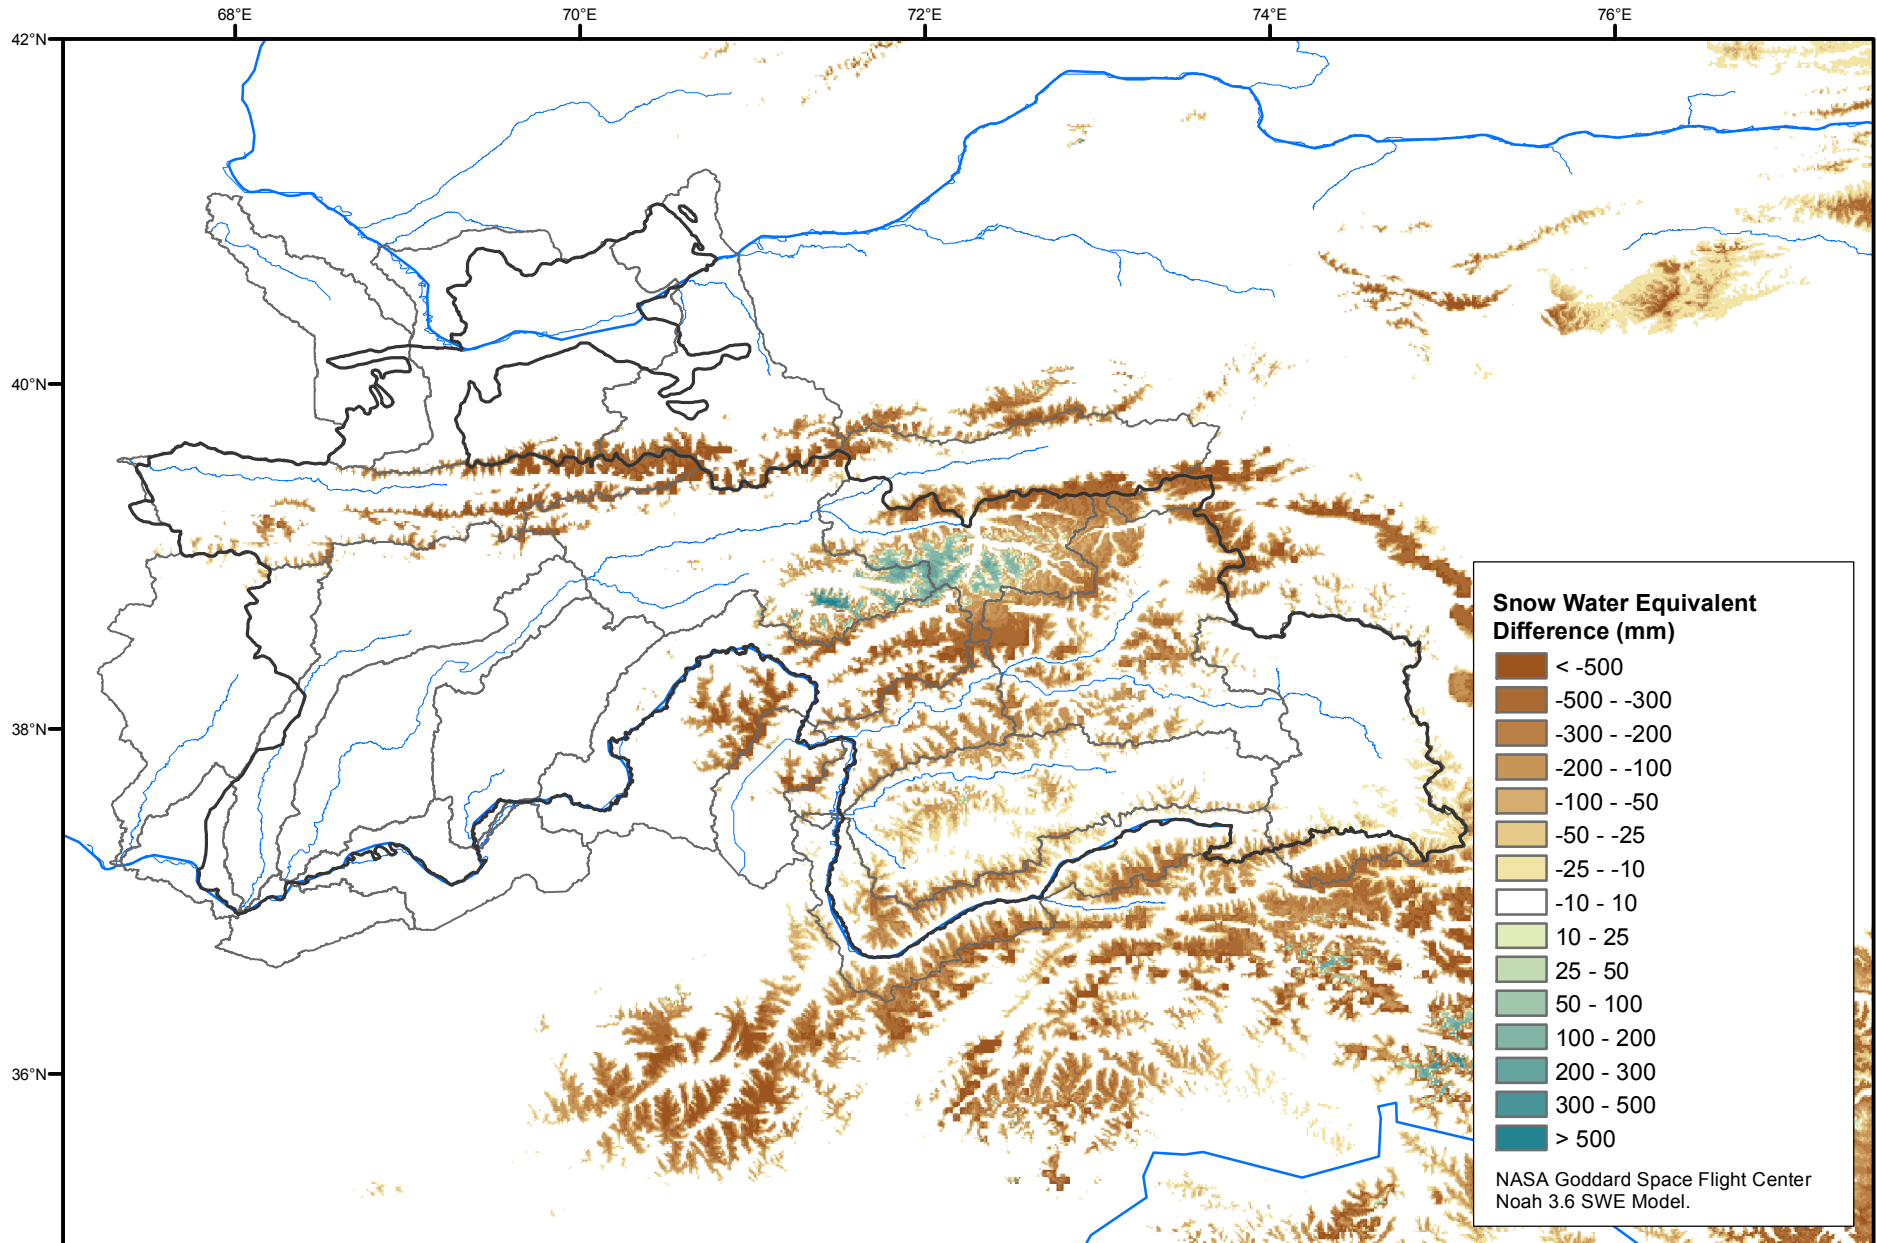 68°E 70°E 72°E 74°E 76°E
42°N
40°N
38°N
36°N
Snow Water Equivalent
Difference (mm)
< -500
-500 - -300
-300 - -200
-200 - -100
-100 - -50
-50 - -25
-25 - -10
-10 - 10
10 - 25
25 - 50
50 - 100
100 - 200
200 - 300
300 - 500
> 500
NASA Goddard Space Flight Center
Noah 3.6 SWE Model.